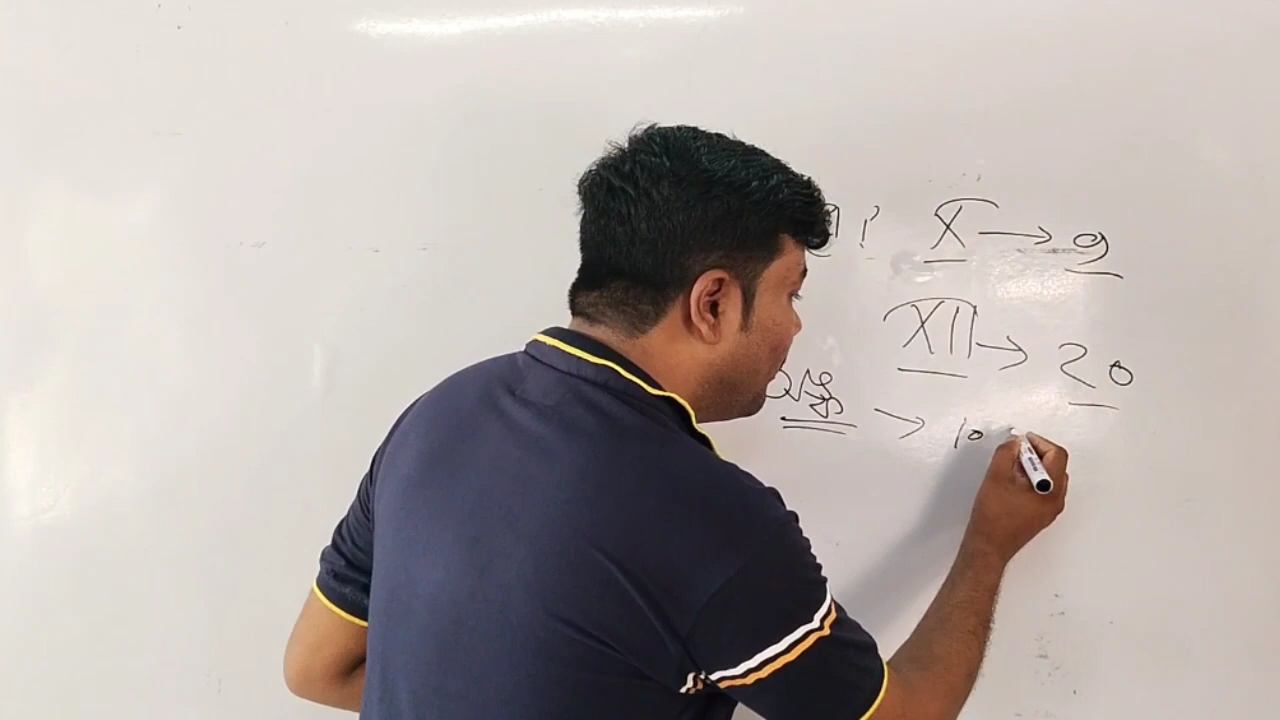 ? X → 9
XII → 20
→ 10